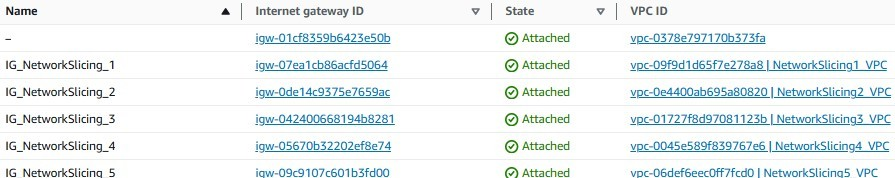 Name Internet gateway ID State VPC ID
– igw-01cf8359b6423e50b Attached vpc-0378e797170b373fa
IG_NetworkSlicing_1 igw-07ea1cb86acfd5064 Attached vpc-09f9d1d65f7e278a8 | NetworkSlicing1_VPC
IG_NetworkSlicing_2 igw-0de14c9375e7659ac Attached vpc-0e4400ab695a80820 | NetworkSlicing2_VPC
IG_NetworkSlicing_3 igw-042400668194b8281 Attached vpc-01727f8d97081123b | NetworkSlicing3_VPC
IG_NetworkSlicing_4 igw-05670b32202ef8e74 Attached vpc-0045e589f839767e6 | NetworkSlicing4_VPC
IG_NetworkSlicing_5 igw-09c9107c601b3fd00 Attached vpc-06def6eec0ff7fcd0 | NetworkSlicing5_VPC